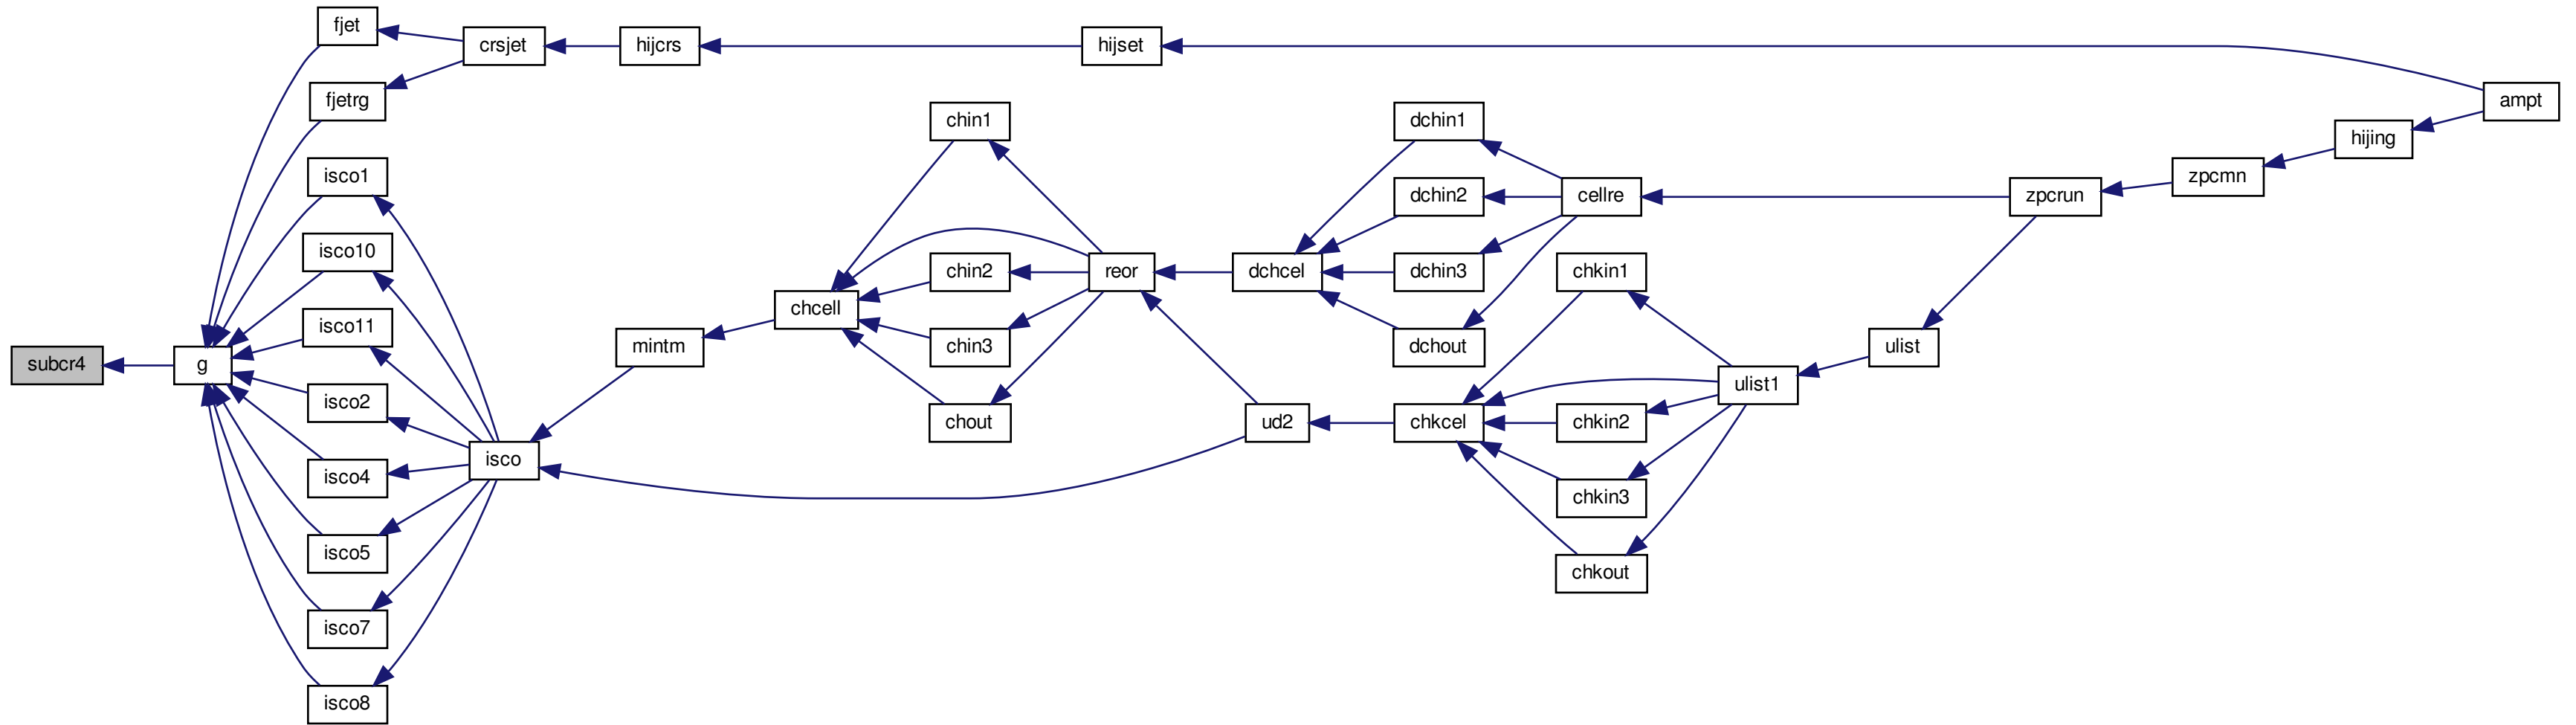 fjet
crsjet
hijcrs
hijset
fjetrg
ampt
chin1
dchin1
hijing
isco1
zpcmn
dchin2
cellre
zpcrun
isco10
chin2
reor
dchcel
dchin3
chkin1
chcell
isco11
mintm
chin3
dchout
ulist
subcr4
g
ulist1
isco2
chout
ud2
chkcel
chkin2
isco
isco4
chkin3
isco5
chkout
isco7
isco8